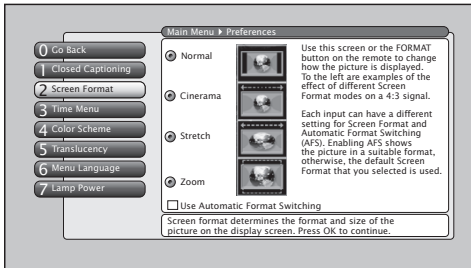 Main Menu ▸ Preferences
0 Go Back
1 Closed Captioning
2 Screen Format
3 Time Menu
4 Color Scheme
5 Translucency
6 Menu Language
7 Lamp Power
Normal
Cinerama
Stretch
Zoom
Use this screen or the FORMAT
button on the remote to change
how the picture is displayed.
To the left are examples of the
effect of different Screen
Format modes on a 4:3 signal.
Each input can have a different
setting for Screen Format and
Automatic Format Switching
(AFS). Enabling AFS shows
the picture in a suitable format,
otherwise, the default Screen
Format that you selected is used.
Use Automatic Format Switching
Screen format determines the format and size of the
picture on the display screen. Press OK to continue.